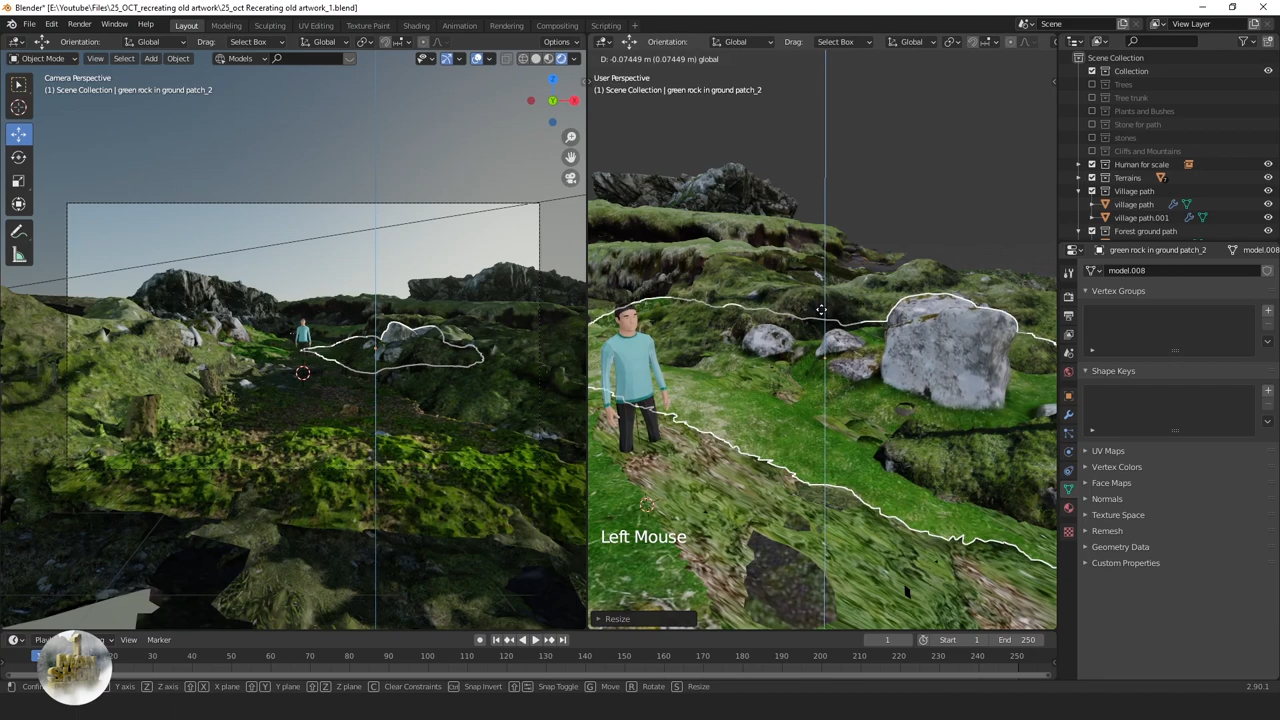 Blender* [E:\Youtube\Files\25_OCT_recreating old artwork\25_oct Recerating old artwork_1.blend]
File Edit Render Window Help Layout Modeling Sculpting UV Editing Texture Paint Shading Animation Rendering Compositing Scripting Scene View Layer
Orientation: Global Drag: Select Box Global Options Orientation: Global Drag: Select Box Global
Object Mode View Select Add Object Models D: -0.07449 m (0.07449 m) global
Camera Perspective
(1) Scene Collection | green rock in ground patch_2
User Perspective
(1) Scene Collection | green rock in ground patch_2
Z
Y
X
Left Mouse
Resize
Scene Collection
Collection
Trees
Tree trunk
Plants and Bushes
Stone for path
stones
Cliffs and Mountains
Human for scale
Terrains
Village path
village path
village path.001
Forest ground path
green rock in ground patch_2 model.008
model.008
Vertex Groups
Shape Keys
UV Maps
Vertex Colors
Face Maps
Normals
Texture Space
Remesh
Geometry Data
Custom Properties
View Marker 1 Start 1 End 250
20 30 40 50 60 70 80 90 100 110 120 130 140 150 160 170 180 190 200 210 220 230 240 250
Y axis Z Z axis X X plane Y Y plane Z Z plane C Clear Constraints Ctrl Snap Invert Snap Toggle G Move R Rotate S Resize 2.90.1